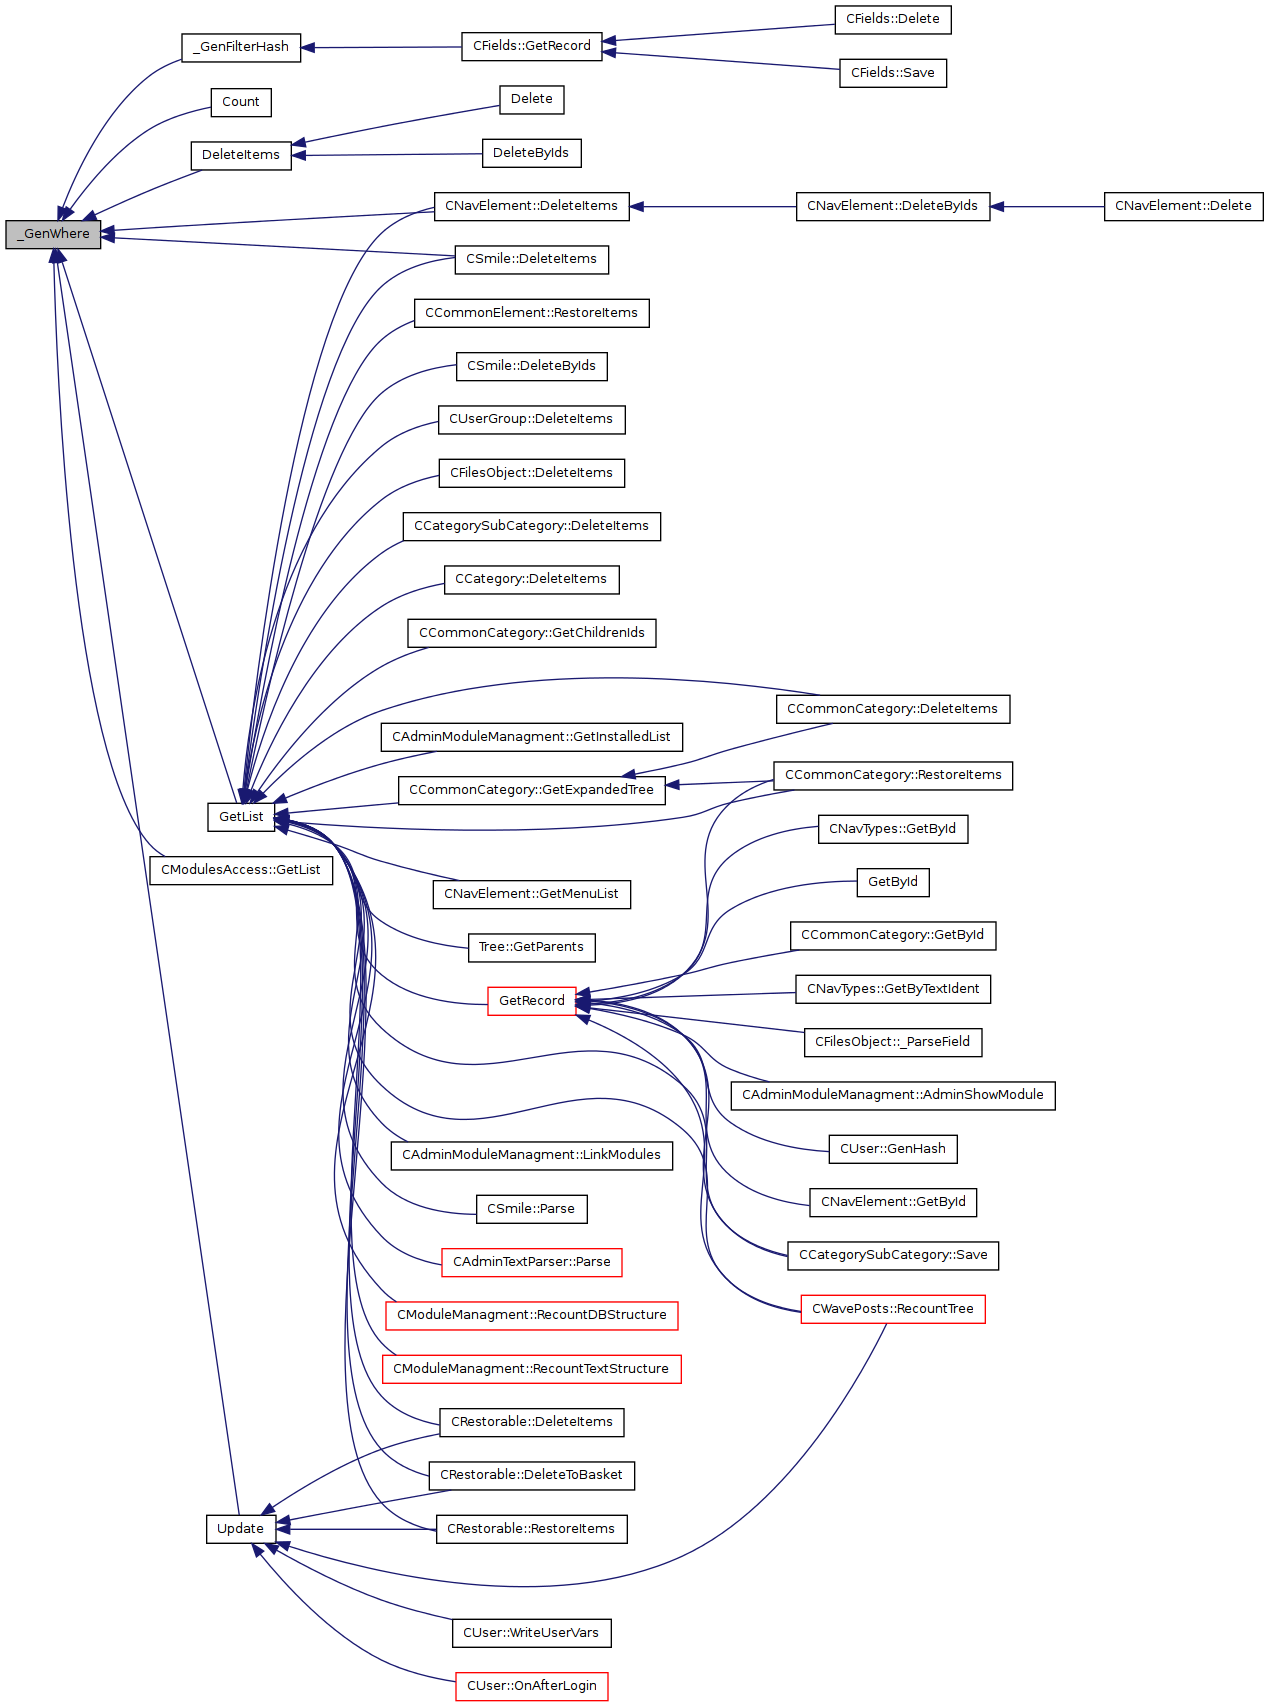 CFields::Delete
_GenFilterHash
CFields::GetRecord
CFields::Save
Count
Delete
DeleteItems
DeleteByIds
CNavElement::DeleteItems
CNavElement::DeleteByIds
CNavElement::Delete
_GenWhere
CSmile::DeleteItems
CCommonElement::RestoreItems
CSmile::DeleteByIds
CUserGroup::DeleteItems
CFilesObject::DeleteItems
CCategorySubCategory::DeleteItems
CCategory::DeleteItems
CCommonCategory::GetChildrenIds
CCommonCategory::DeleteItems
CAdminModuleManagment::GetInstalledList
CCommonCategory::RestoreItems
CCommonCategory::GetExpandedTree
GetList
CNavTypes::GetById
CModulesAccess::GetList
GetById
CNavElement::GetMenuList
CCommonCategory::GetById
Tree::GetParents
CNavTypes::GetByTextIdent
GetRecord
CFilesObject::_ParseField
CAdminModuleManagment::AdminShowModule
CUser::GenHash
CAdminModuleManagment::LinkModules
CNavElement::GetById
CSmile::Parse
CCategorySubCategory::Save
CAdminTextParser::Parse
CWavePosts::RecountTree
CModuleManagment::RecountDBStructure
CModuleManagment::RecountTextStructure
CRestorable::DeleteItems
CRestorable::DeleteToBasket
Update
CRestorable::RestoreItems
CUser::WriteUserVars
CUser::OnAfterLogin